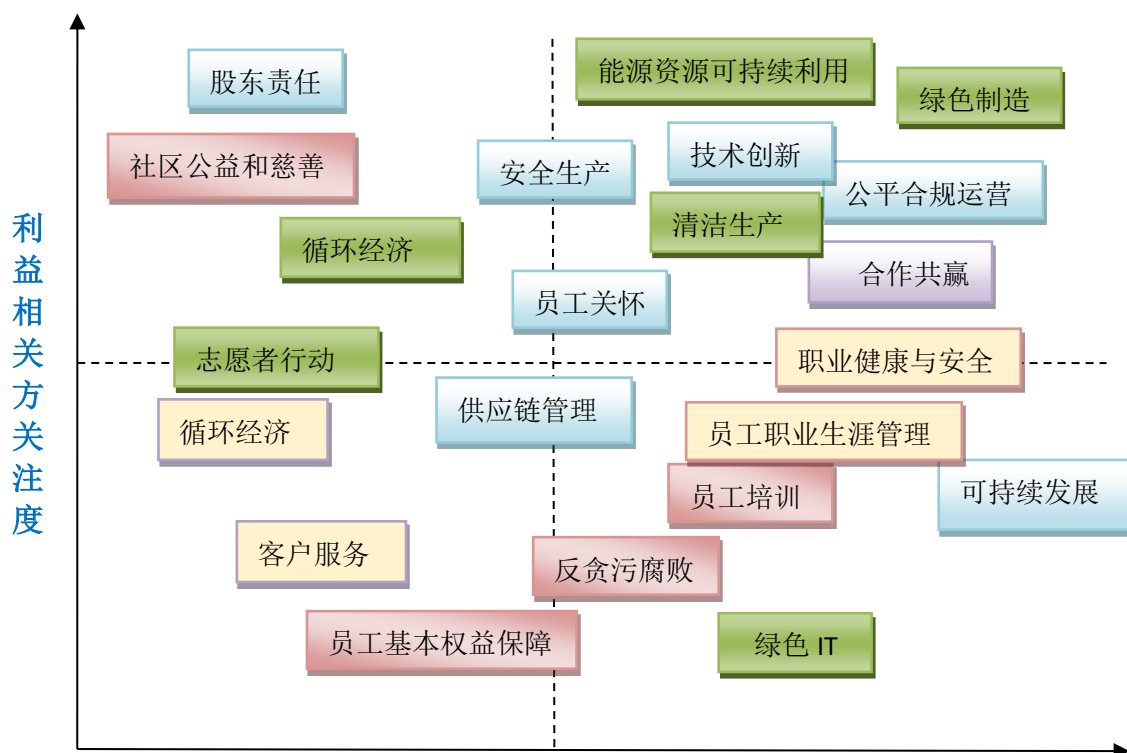 股东责任
能源资源可持续利用
绿色制造
社区公益和慈善
安全生产
技术创新
公平合规运营
循环经济
清洁生产
合作共赢
员工关怀
志愿者行动
职业健康与安全
循环经济
供应链管理
员工职业生涯管理
员工培训
可持续发展
客户服务
反贪污腐败
员工基本权益保障
绿色 IT
利益相关方关注度